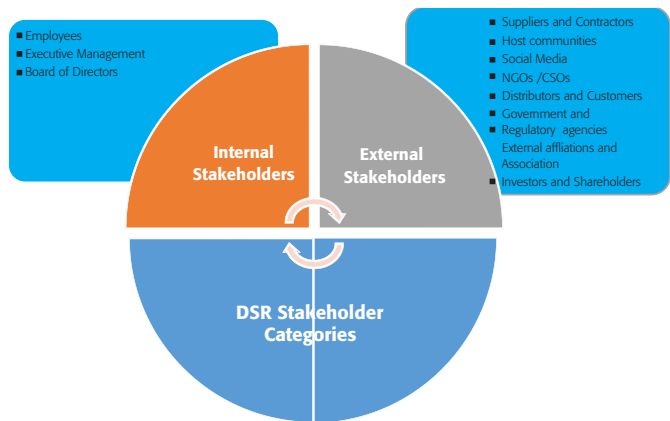 ■ Employees
■ Executive Management
■ Board of Directors
■ Suppliers and Contractors
■ Host communities
■ Social Media
■ NGOs /CSOs
■ Distributors and Customers
■ Government and
■ Regulatory agencies
External affliations and
Association
■ Investors and Shareholders
Internal
Stakeholders
External
Stakeholders
DSR Stakeholder
Categories